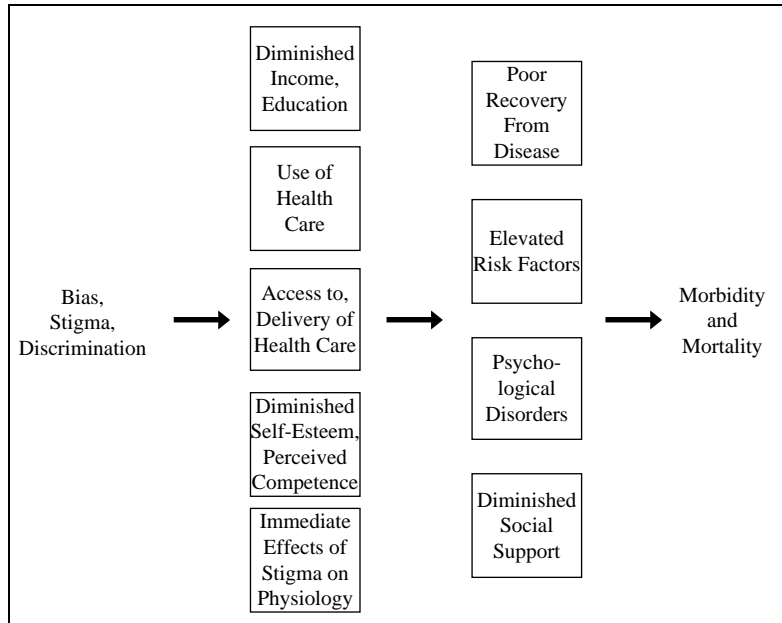 Bias,
Stigma,
Discrimination
Diminished
Income,
Education
Use of
Health
Care
Access to,
Delivery of
Health Care
Diminished
Self-Esteem,
Perceived
Competence
Immediate
Effects of
Stigma on
Physiology
Poor
Recovery
From
Disease
Elevated
Risk Factors
Psycho-
logical
Disorders
Diminished
Social
Support
Morbidity
and
Mortality